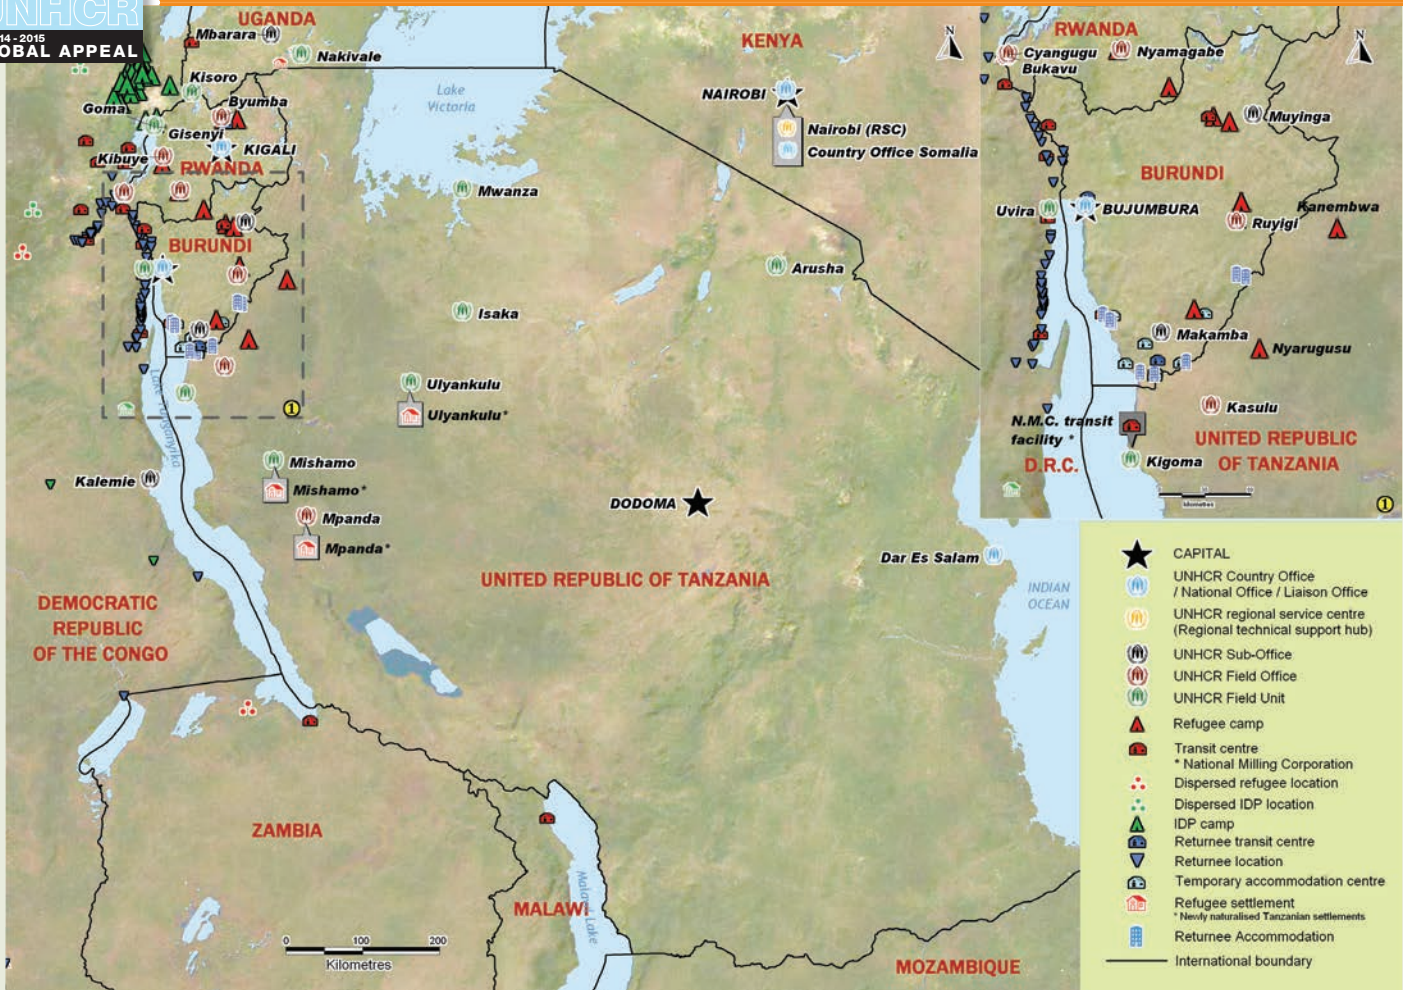 UNHCR
14 - 2015
OBAL APPEAL
UGANDA
Mbarara
Nakivale
Kisoro
Goma
Byumba
Gisenyi
KIGALI
Kibuye
RWANDA
BURUNDI
Lake
Victoria
KENYA
N
NAIROBI
Nairobi (RSC)
Country Office Somalia
Mwanza
Arusha
Isaka
Ulyankulu
Ulyankulu*
1
Lake Tanganyika
Mishamo
Mishamo*
Kalemie
Mpanda
Mpanda*
DODOMA
Dar Es Salam
UNITED REPUBLIC OF TANZANIA
INDIAN
OCEAN
DEMOCRATIC
REPUBLIC
OF THE CONGO
ZAMBIA
MALAWI
Malawi Lake
MOZAMBIQUE
0 100 200
Kilometres
RWANDA
N
Cyangugu
Nyamagabe
Bukavu
Muyinga
BURUNDI
Uvira
BUJUMBURA
Kanembwa
Ruyigi
Makamba
Nyarugusu
Kasulu
N.M.C. transit
facility *
UNITED REPUBLIC
OF TANZANIA
D.R.C.
Kigoma
kilometres
1
CAPITAL
UNHCR Country Office
/ National Office / Liaison Office
UNHCR regional service centre
(Regional technical support hub)
UNHCR Sub-Office
UNHCR Field Office
UNHCR Field Unit
Refugee camp
Transit centre
* National Milling Corporation
Dispersed refugee location
Dispersed IDP location
IDP camp
Returnee transit centre
Returnee location
Temporary accommodation centre
Refugee settlement
* Newly naturalised Tanzanian settlements
Returnee Accommodation
International boundary